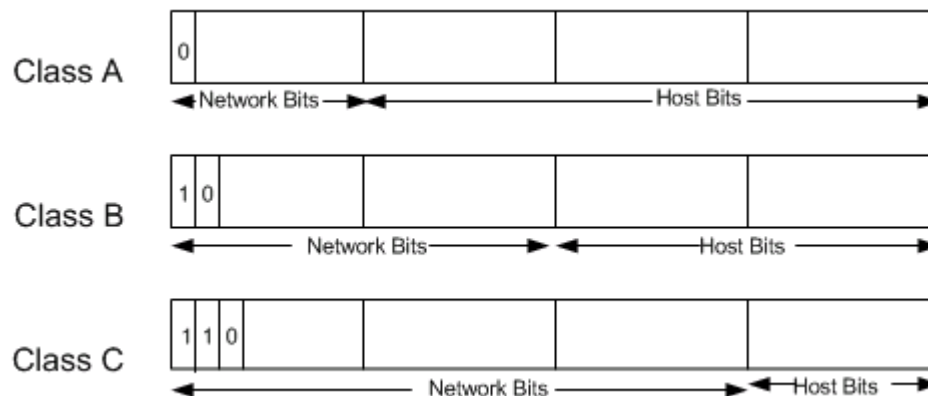 0
Class A
Network Bits Host Bits
1 0
Class B
Network Bits Host Bits
1 1 0
Class C
Network Bits Host Bits